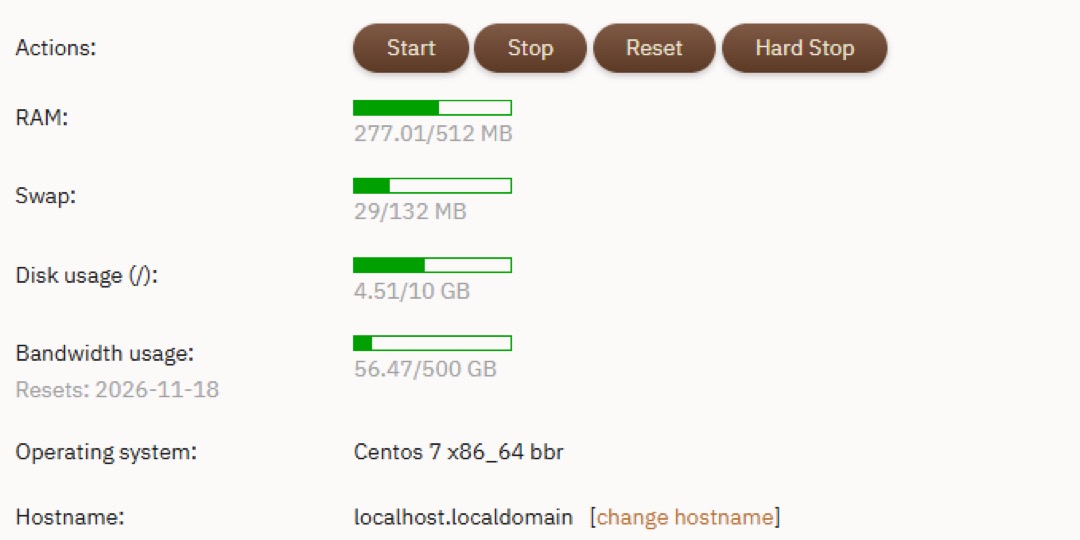 Actions: Start Stop Reset Hard Stop
RAM:
277.01/512 MB
Swap:
29/132 MB
Disk usage (/):
4.51/10 GB
Bandwidth usage:
56.47/500 GB
Resets: 2026-11-18
Operating system: Centos 7 x86_64 bbr
Hostname: localhost.localdomain [change hostname]